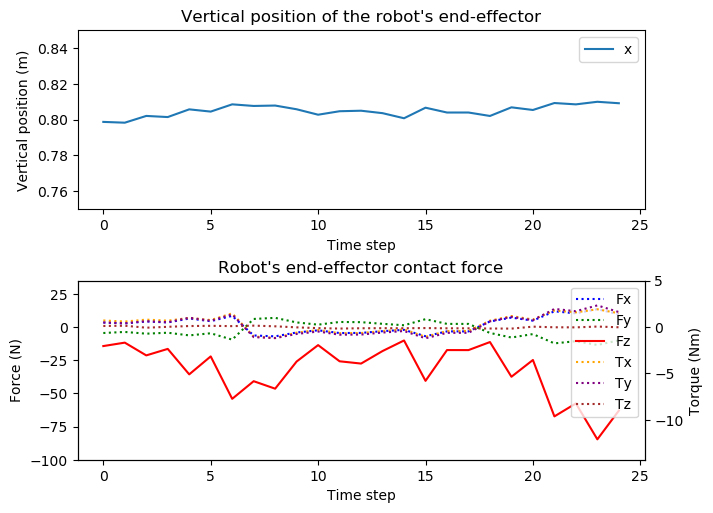 Vertical position of the robot's end-effector
Vertical position (m)
0.84
0.82
0.80
0.78
0.76
x
0
5
10
15
20
25
Time step
Robot's end-effector contact force
Force (N)
25
0
−25
−50
−75
−100
Fx
Fy
Fz
Tx
Ty
Tz
5
0
−5
−10
Torque (Nm)
0
5
10
15
20
25
Time step